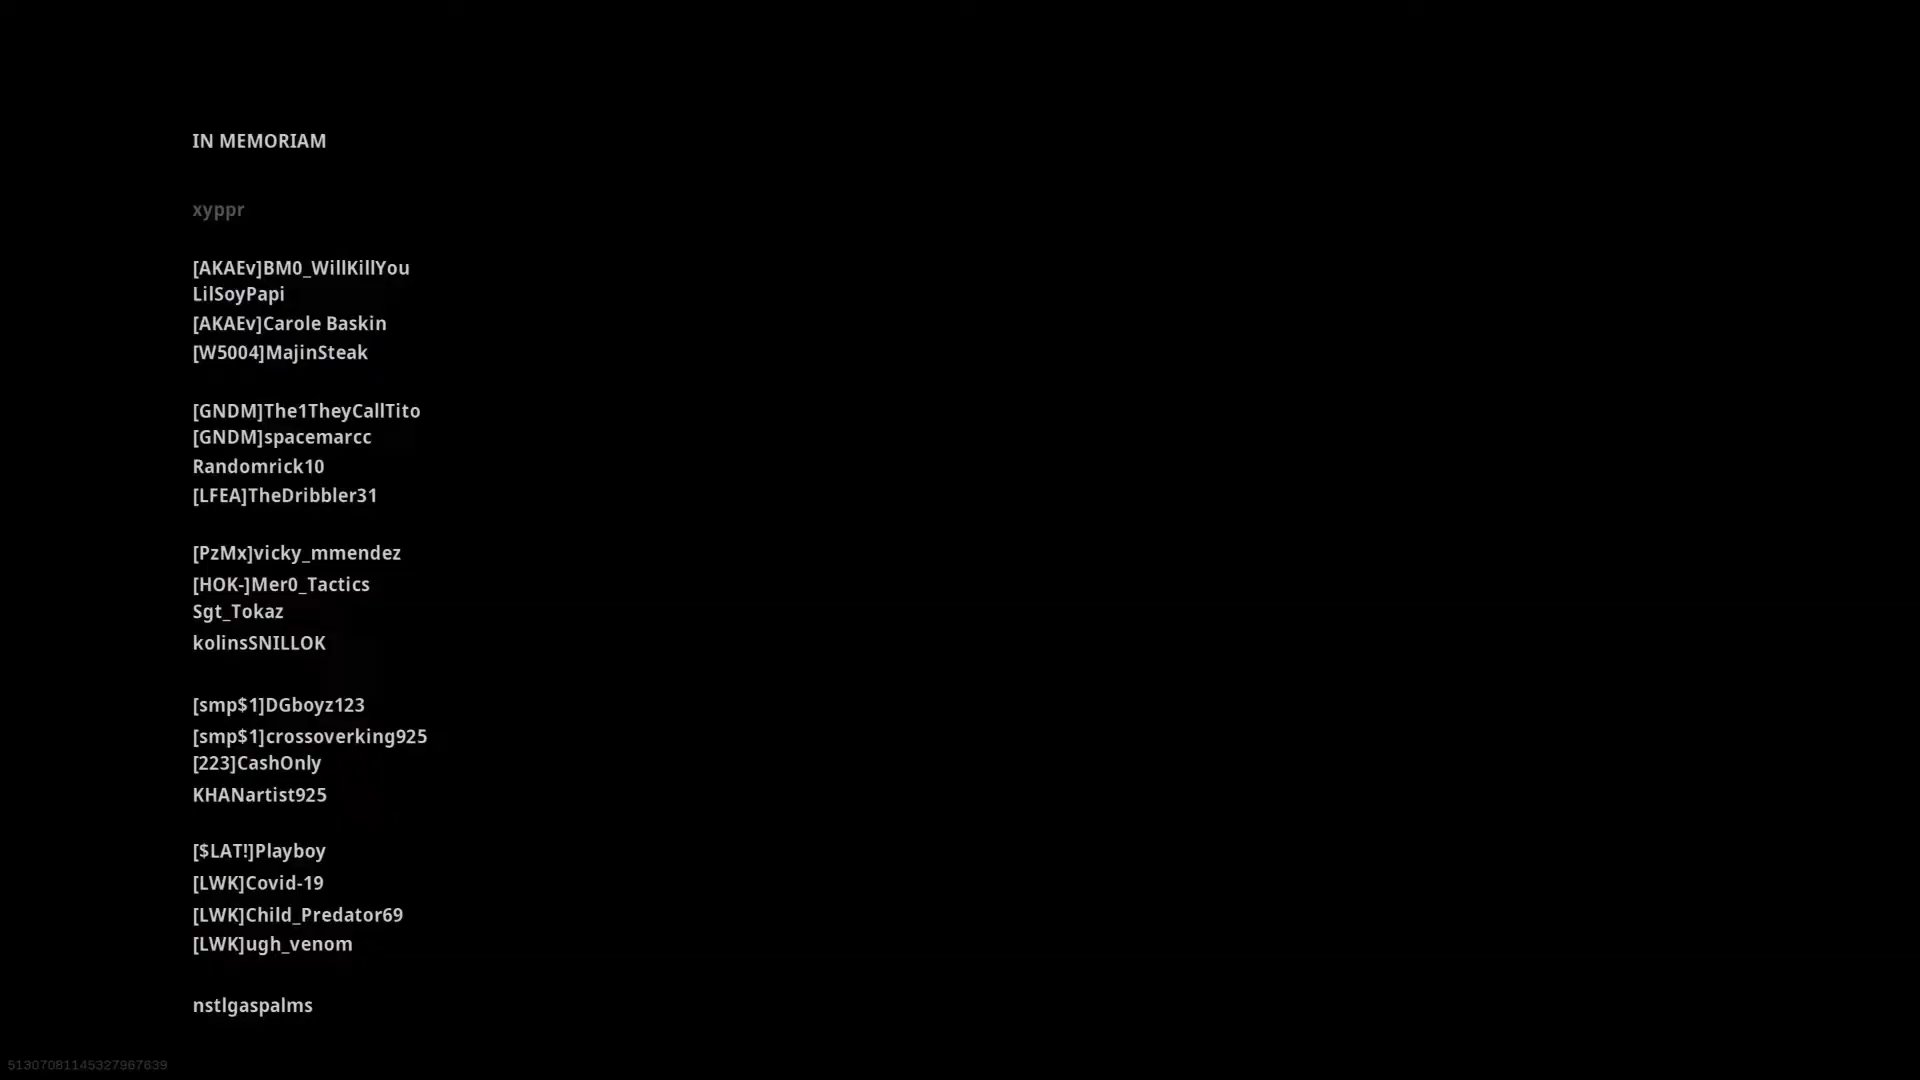 IN MEMORIAM
xyppr
[AKAEv]BM0_WillKillYou
LilSoyPapi
[AKAEv]Carole Baskin
[W5004]MajinSteak
[GNDM]The1TheyCallTito
[GNDM]spacemarcc
Randomrick10
[LFEA]TheDribbler31
[PzMx]vicky_mmendez
[HOK-]Mer0_Tactics
Sgt_Tokaz
kolinsSNILLOK
[smp$1]DGboyz123
[smp$1]crossoverking925
[223]CashOnly
KHANartist925
[$LAT!]Playboy
[LWK]Covid-19
[LWK]Child_Predator69
[LWK]ugh_venom
nstlgaspalms
51307081145327967639